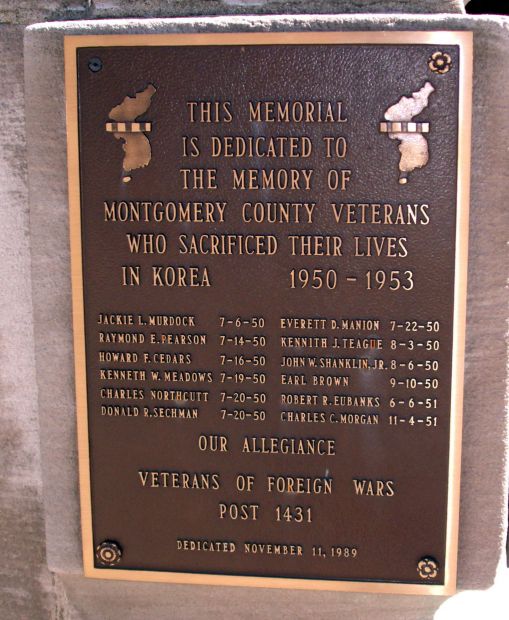 THIS MEMORIAL
IS DEDICATED TO
THE MEMORY OF
MONTGOMERY COUNTY VETERANS
WHO SACRIFICED THEIR LIVES
IN KOREA 1950 - 1953
JACKIE L. MURDOCK 7-6-50 EVERETT D. MANION 7-22-50
RAYMOND E. PEARSON 7-14-50 KENNITH J. TEAGUE 8-3-50
HOWARD F. CEDARS 7-16-50 JOHN W. SHANKLIN, JR. 8-6-50
KENNETH W. MEADOWS 7-19-50 EARL BROWN 9-10-50
CHARLES NORTHCUTT 7-20-50 ROBERT R. EUBANKS 6-6-51
DONALD R. SECHMAN 7-20-50 CHARLES C. MORGAN 11-4-51
OUR ALLEGIANCE
VETERANS OF FOREIGN WARS
POST 1431
DEDICATED NOVEMBER 11, 1989